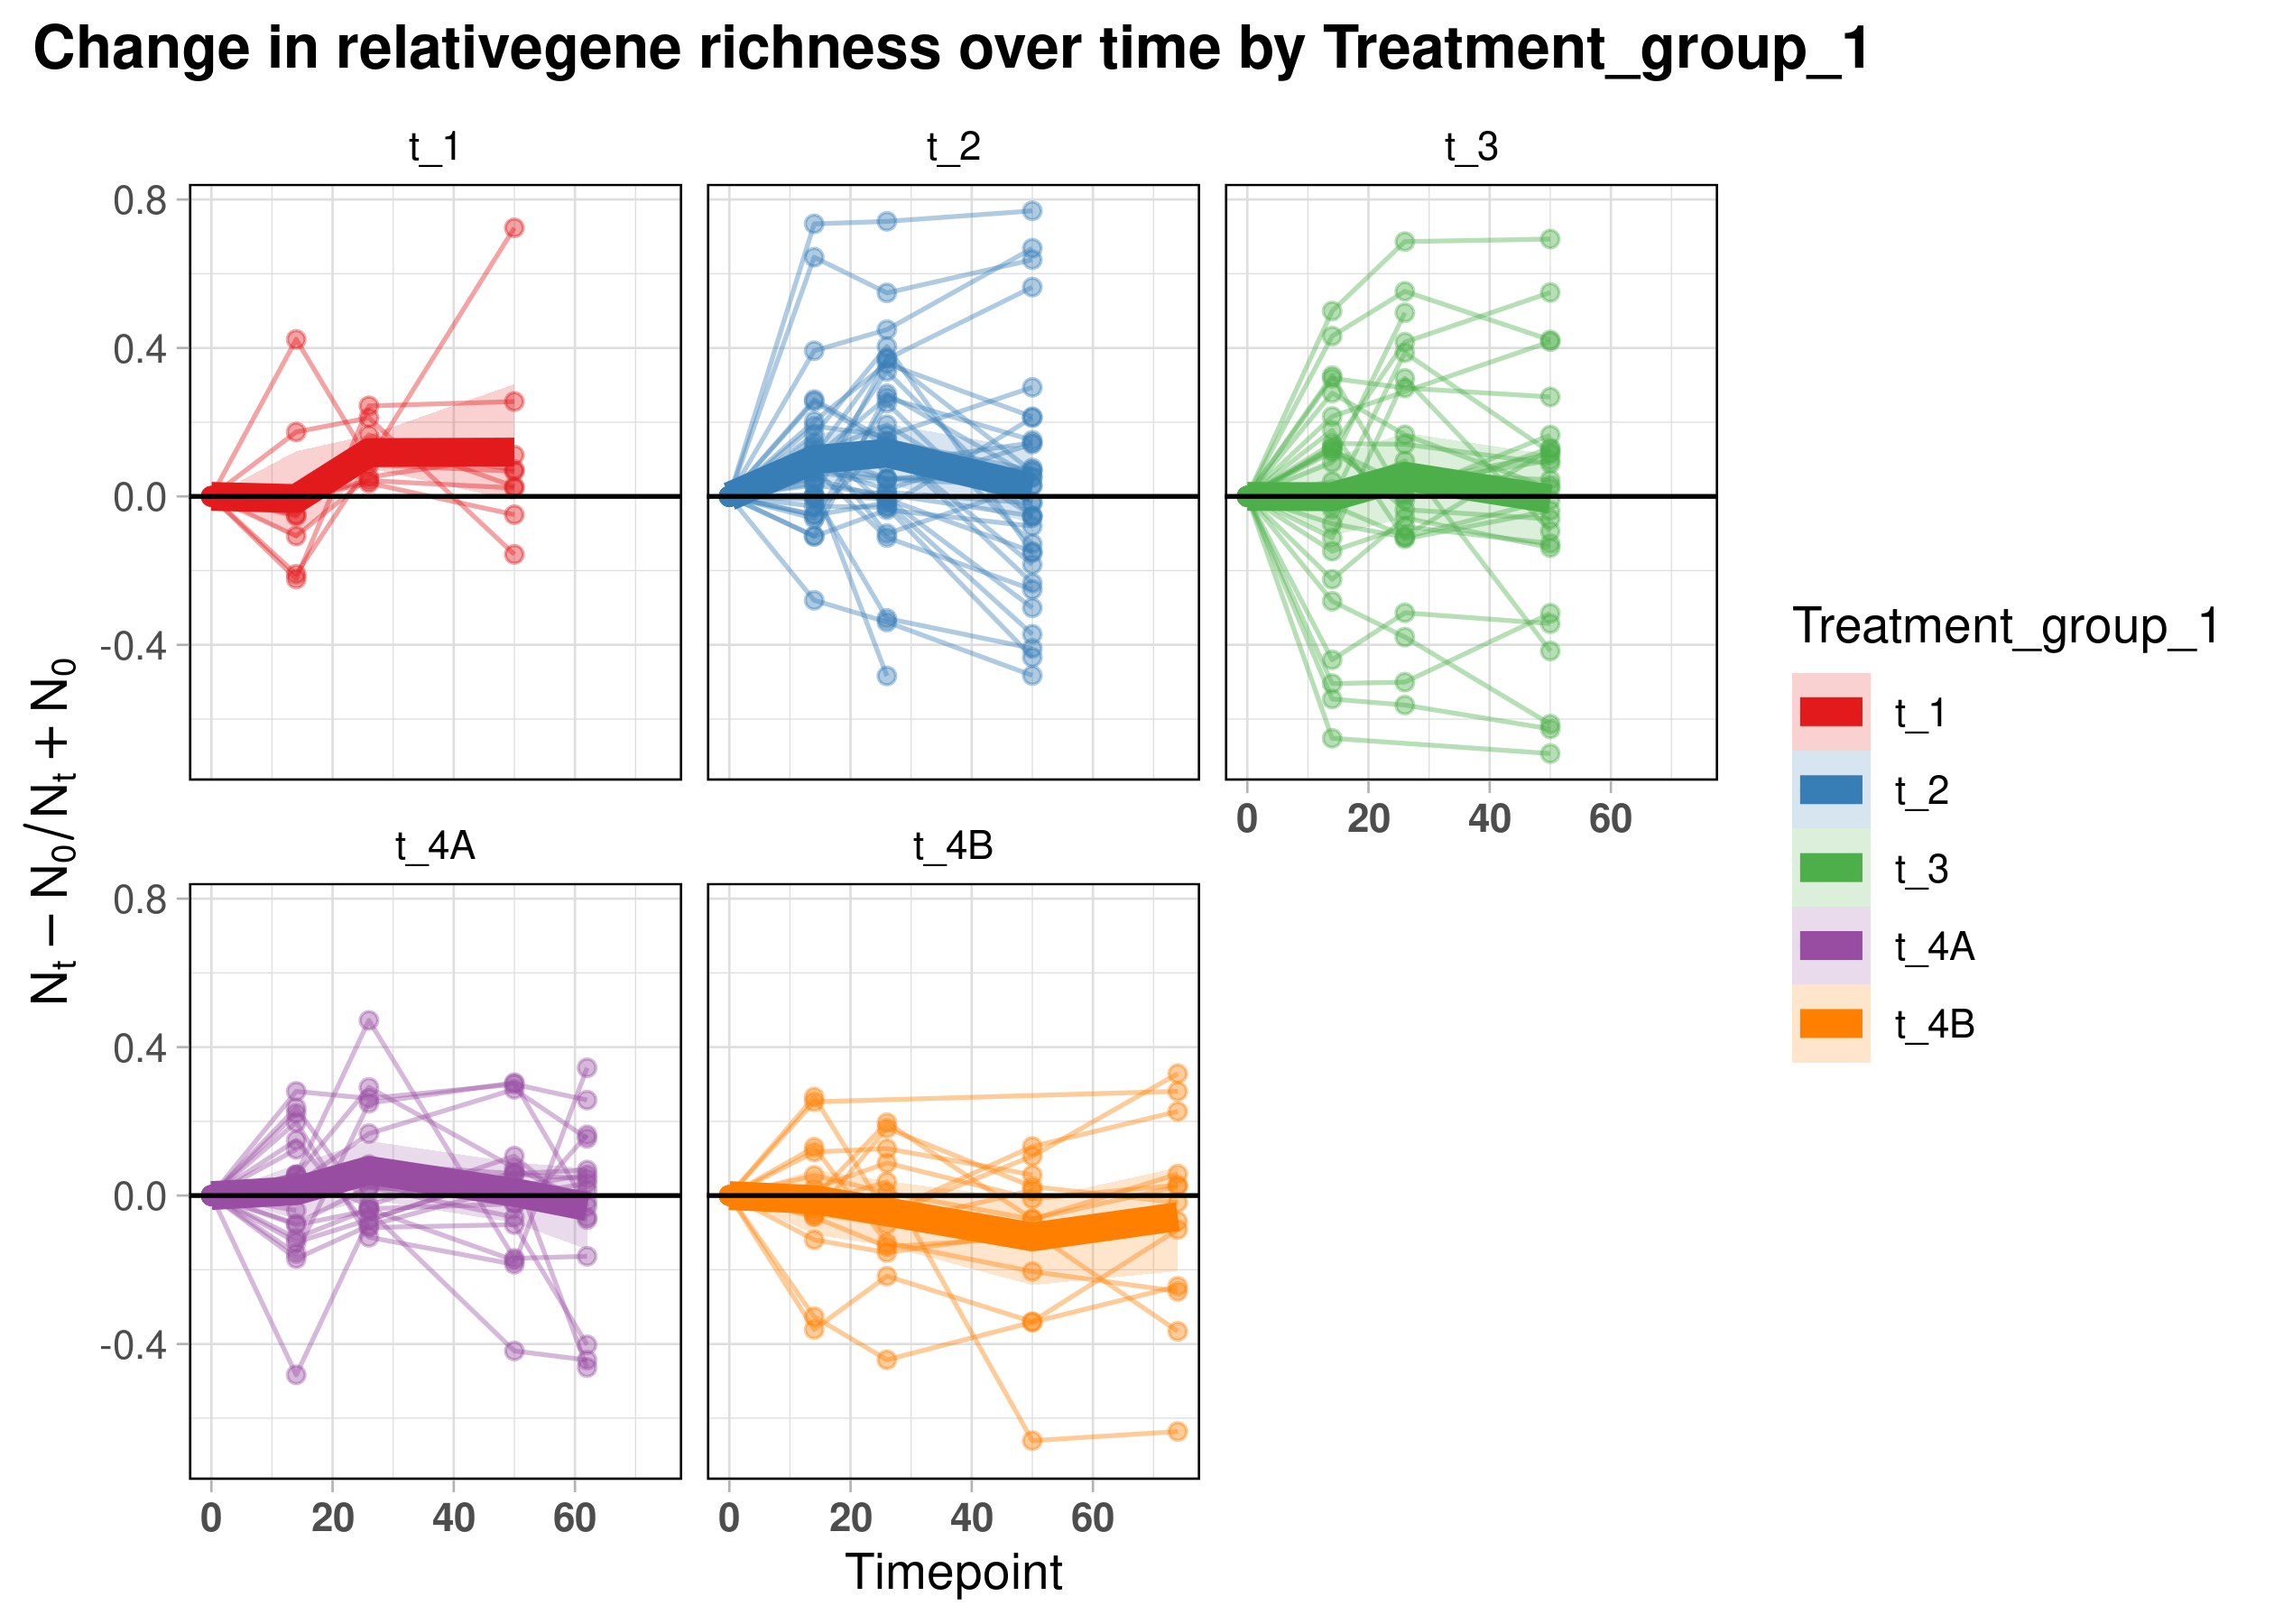 Change in relativegene richness over time by Treatment_group_1
t_1
t_2
t_3
0.8
0.4
0.0
-0.4
0 20 40 60
t_4A
t_4B
0.8
0.4
0.0
-0.4
0 20 40 60
0 20 40 60
Timepoint
Nt − N0/Nt + N0
Treatment_group_1
t_1
t_2
t_3
t_4A
t_4B